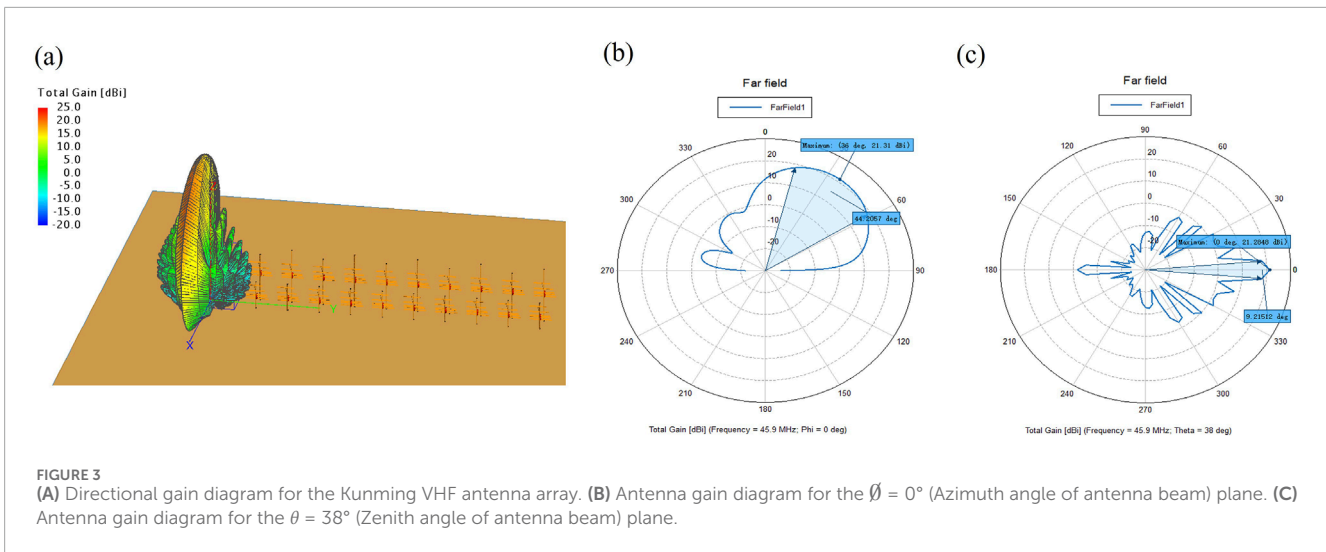 (a)
Total Gain [dBi]
25.0
20.0
15.0
10.0
5.0
0.0
-5.0
-10.0
-15.0
-20.0
X
(b)
Far field
FarField1
0
330
300
270
240
210
180
150
120
90
60
20
10
0
-10
-20
Maximum: (36 deg, 21.31 dBi)
44.2057 deg
Total Gain [dBi] (Frequency = 45.9 MHz; Phi = 0 deg)
(c)
Far field
FarField1
90
120
150
180
210
240
270
300
330
0
30
60
20
10
0
-10
-20
Maximum: (0 deg, 21.2848 dBi)
9.21512 deg
Total Gain [dBi] (Frequency = 45.9 MHz; Theta = 38 deg)
FIGURE 3
(A) Directional gain diagram for the Kunming VHF antenna array. (B) Antenna gain diagram for the Ø = 0° (Azimuth angle of antenna beam) plane. (C)
Antenna gain diagram for the θ = 38° (Zenith angle of antenna beam) plane.